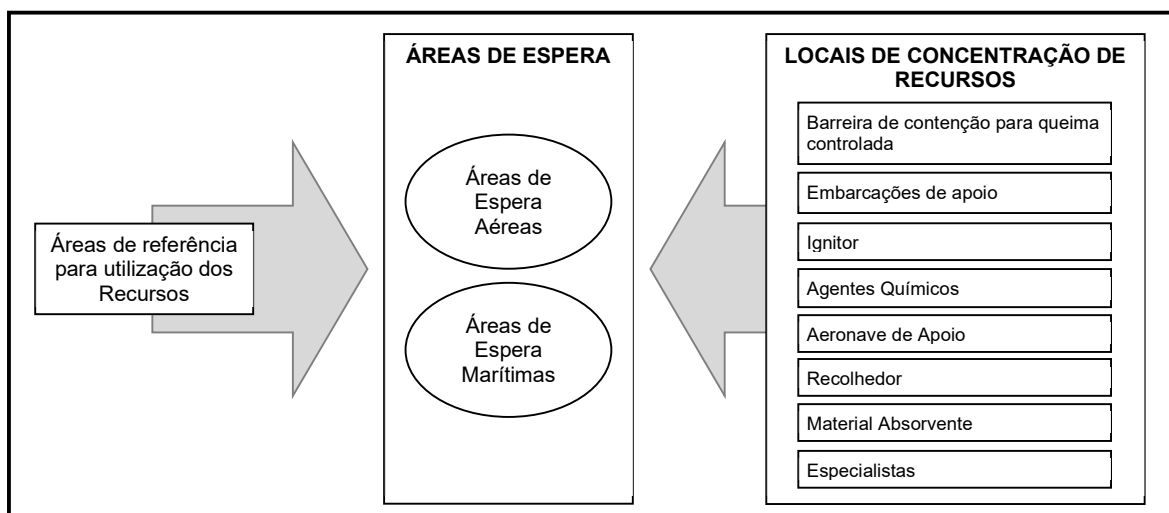 Áreas de referência
para utilização dos
Recursos
ÁREAS DE ESPERA
Áreas de
Espera
Aéreas
Áreas de
Espera
Marítimas
LOCAIS DE CONCENTRAÇÃO DE
RECURSOS
Barreira de contenção para queima
controlada
Embarcações de apoio
Ignitor
Agentes Químicos
Aeronave de Apoio
Recolhedor
Material Absorvente
Especialistas